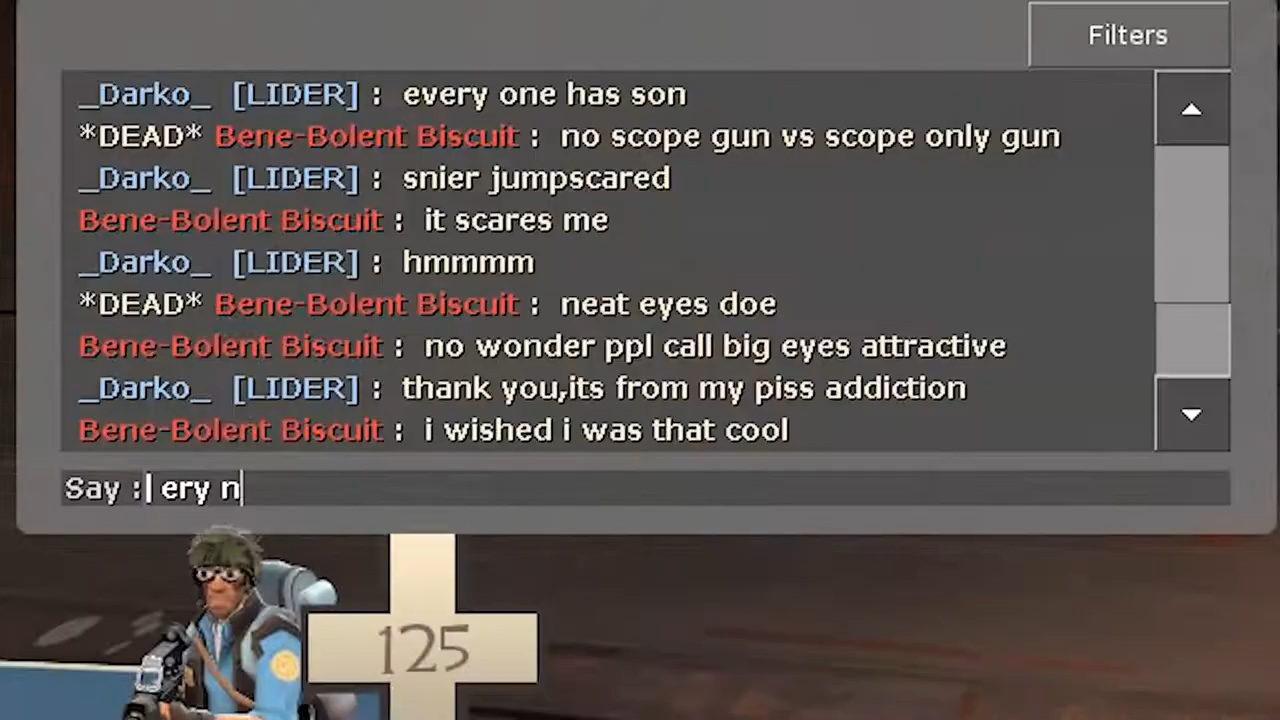 Filters
_Darko_ [LIDER] : every one has son
*DEAD* Bene-Bolent Biscuit : no scope gun vs scope only gun
_Darko_ [LIDER] : snier jumpscared
Bene-Bolent Biscuit : it scares me
_Darko_ [LIDER] : hmmmm
*DEAD* Bene-Bolent Biscuit : neat eyes doe
Bene-Bolent Biscuit : no wonder ppl call big eyes attractive
_Darko_ [LIDER] : thank you,its from my piss addiction
Bene-Bolent Biscuit : i wished i was that cool
Say : ery n
125